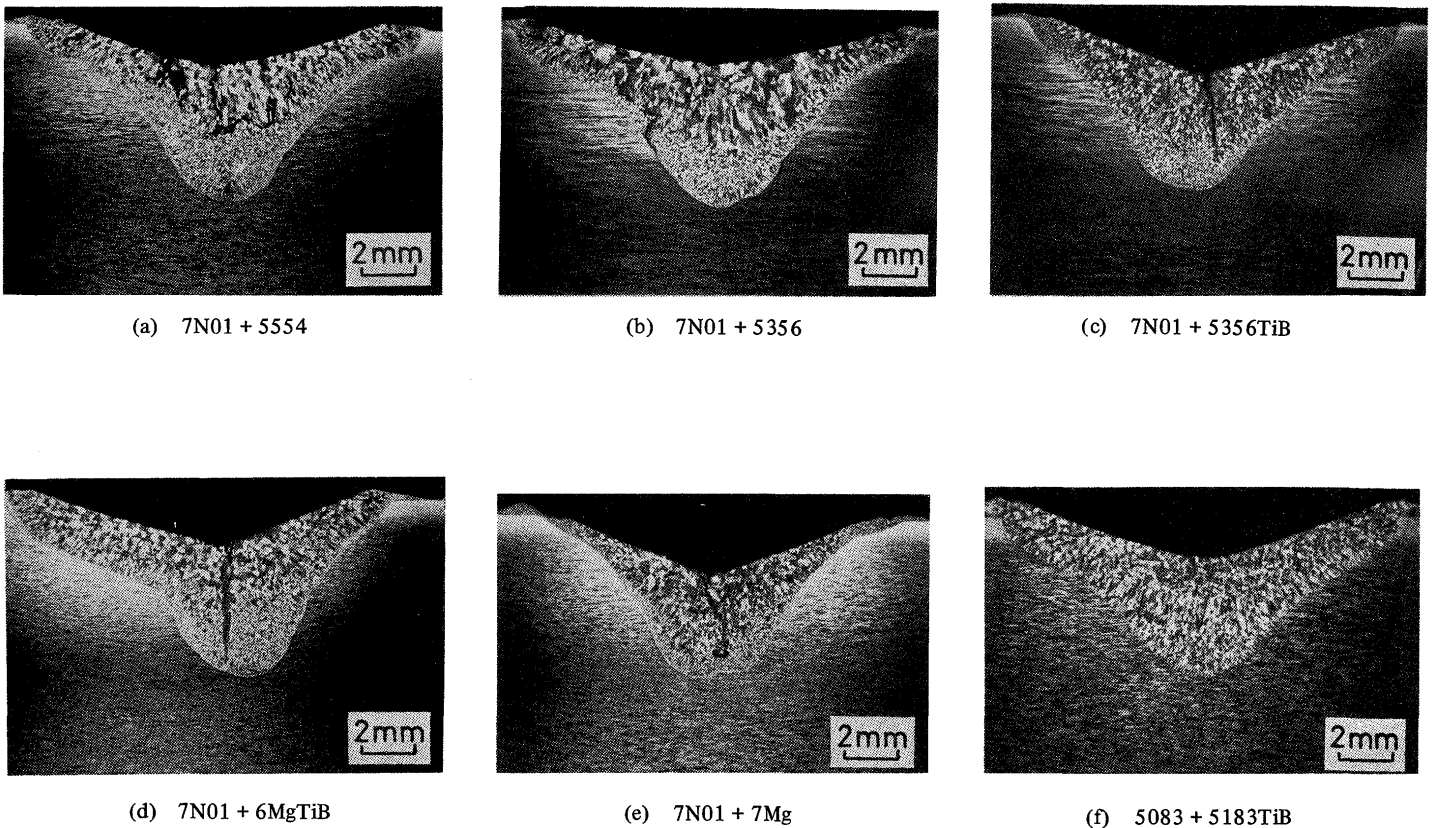 2mm
2mm
2mm
(a) 7N01 + 5554
(b) 7N01 + 5356
(c) 7N01 + 5356TiB
2mm
2mm
2mm
(d) 7N01 + 6MgTiB
(e) 7N01 + 7Mg
(f) 5083 + 5183TiB